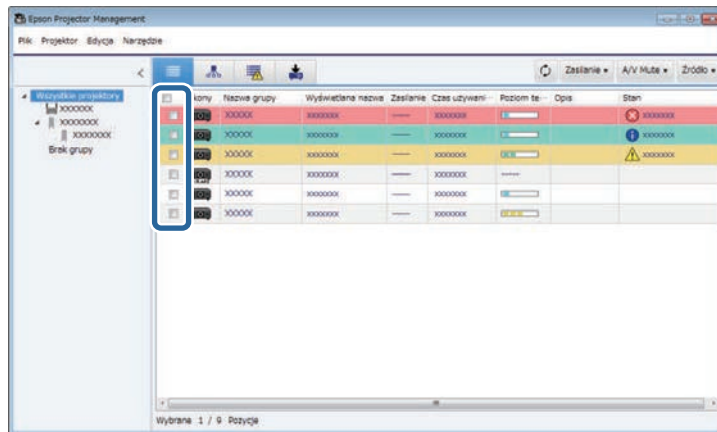 Epson Projector Management
Plik Projektor Edycja Narzędzie
Zasilanie A/V Mute Źródło
Wszystkie projektory
XXXXXX
XXXXXXX
XXXXXXX
Brak grupy
kony Nazwa grupy Wyświetlana nazwa Zasilanie Czas używani··· Poziom te··· Opis Stan
XXXXX XXXXXXX ---- XXXXXXX XXXXXXX
XXXXX XXXXXXX ---- XXXXXXX XXXXXXX
XXXXX XXXXXXX ---- XXXXXXX XXXXXXX
XXXXX XXXXXXX ---- XXXXXXX -----
XXXXX XXXXXXX ---- XXXXXXX
XXXXX XXXXXXX ---- XXXXXXX
Wybrane 1 / 9 Pozycje